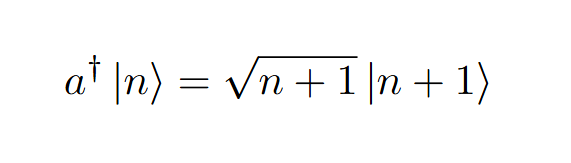 a† |n⟩ = √(n + 1) |n + 1⟩